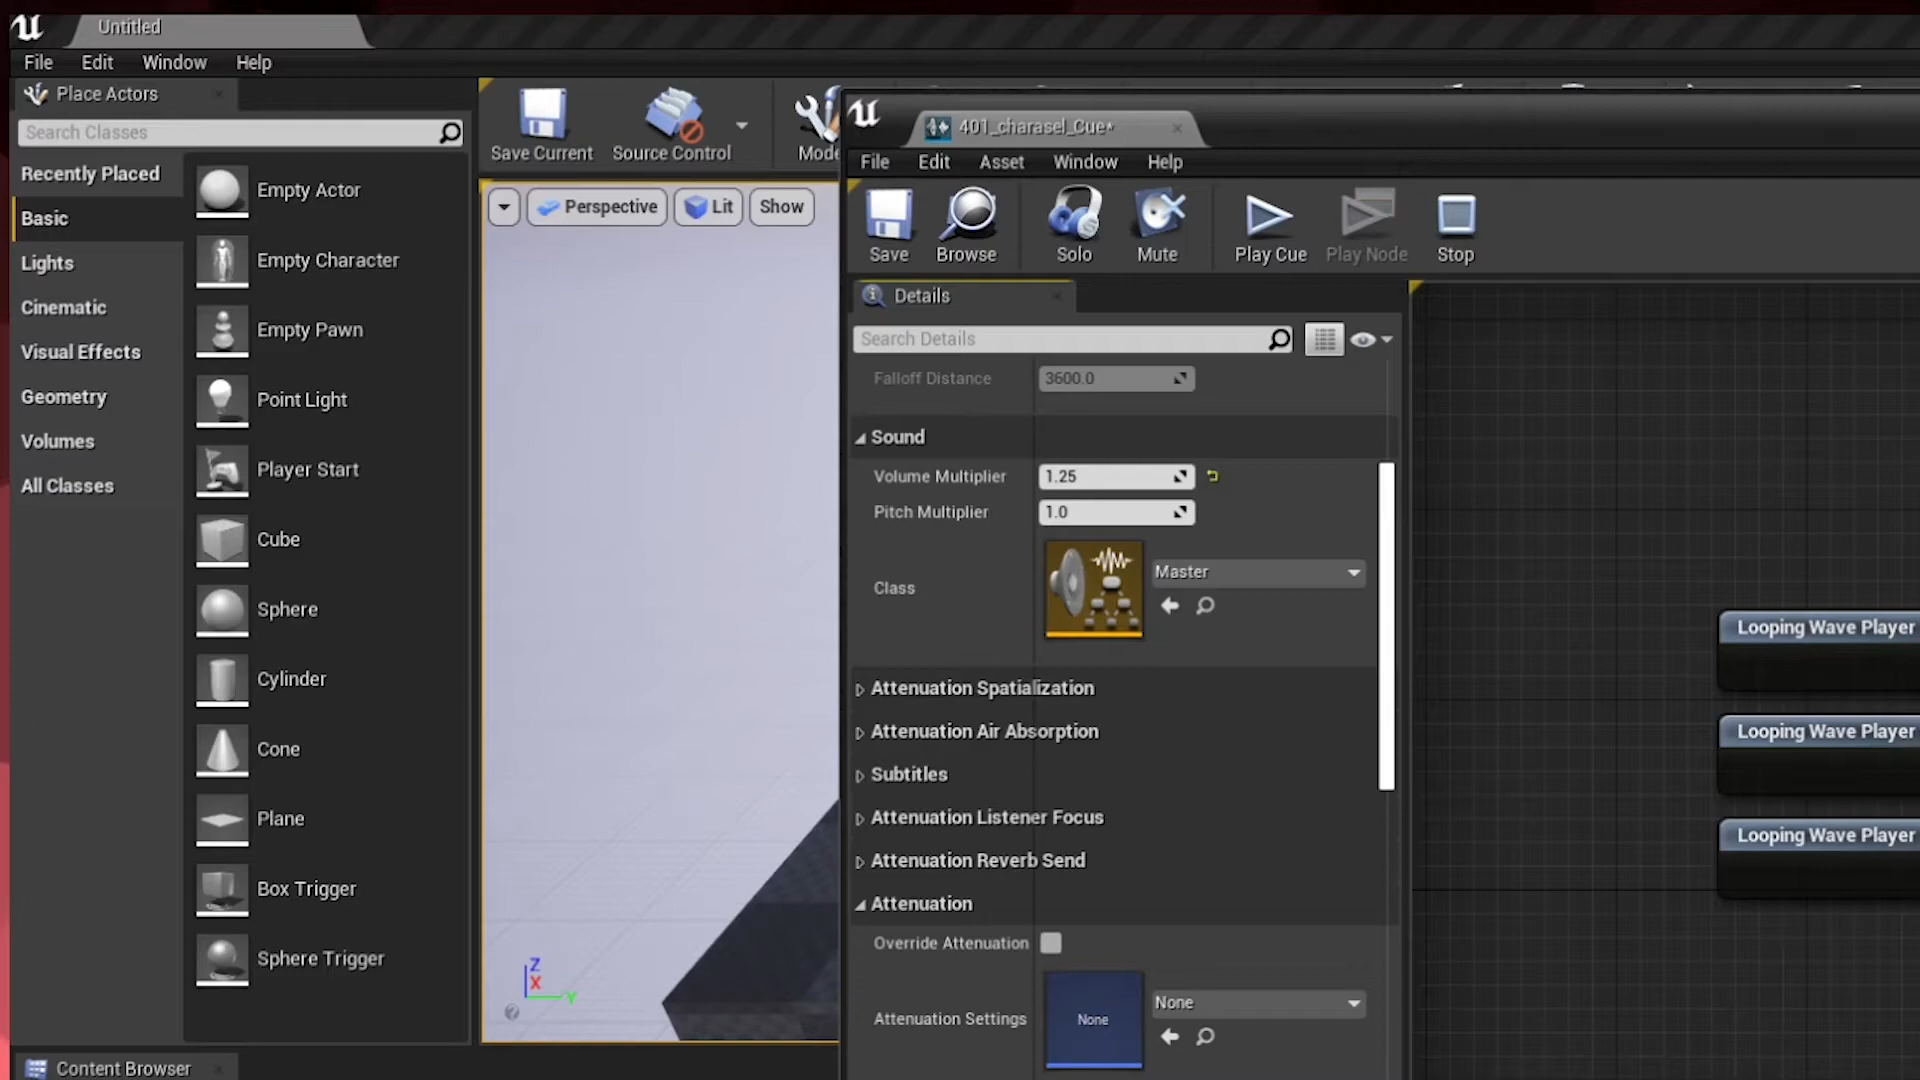 Untitled
File Edit Window Help
Place Actors
Search Classes
Recently Placed
Basic
Lights
Cinematic
Visual Effects
Geometry
Volumes
All Classes
Empty Actor
Empty Character
Empty Pawn
Point Light
Player Start
Cube
Sphere
Cylinder
Cone
Plane
Box Trigger
Sphere Trigger
Content Browser
Save Current Source Control Mode
Perspective Lit Show
Z
X
Y
401_charasel_Cue*
File Edit Asset Window Help
Save Browse Solo Mute Play Cue Play Node Stop
Details
Search Details
Falloff Distance 3600.0
Sound
Volume Multiplier 1.25
Pitch Multiplier 1.0
Class Master
Attenuation Spatialization
Attenuation Air Absorption
Subtitles
Attenuation Listener Focus
Attenuation Reverb Send
Attenuation
Override Attenuation
Attenuation Settings None None
Looping Wave Player
Looping Wave Player
Looping Wave Player